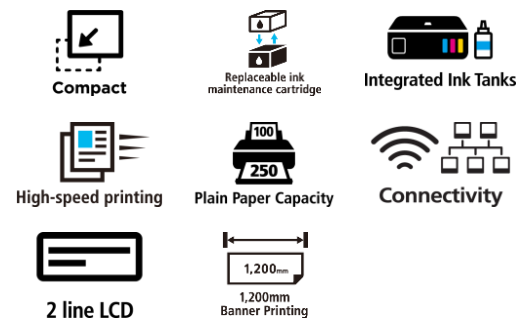 Compact
Replaceable ink
maintenance cartridge
Integrated Ink Tanks
High-speed printing
100
250
Plain Paper Capacity
Connectivity
2 line LCD
1,200mm
1,200mm
Banner Printing